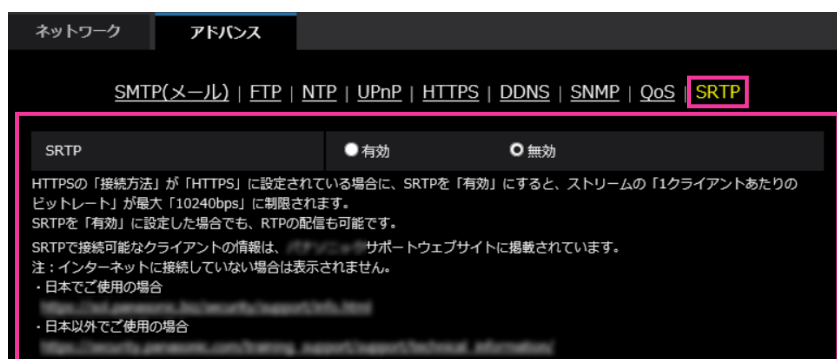 ネットワーク アドバンス
SMTP(メール) | FTP | NTP | UPnP | HTTPS | DDNS | SNMP | QoS | SRTP
SRTP 有効 無効
HTTPSの「接続方法」が「HTTPS」に設定されている場合に、SRTPを「有効」にすると、ストリームの「1クライアントあたりの
ビットレート」が最大「10240bps」に制限されます。
SRTPを「有効」に設定した場合でも、RTPの配信も可能です。
SRTPで接続可能なクライアントの情報は、 サポートウェブサイトに掲載されています。
注：インターネットに接続していない場合は表示されません。
・日本でご使用の場合
・日本以外でご使用の場合